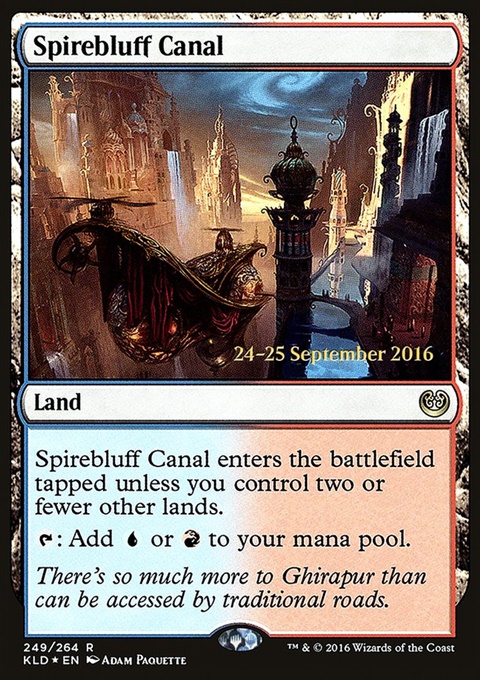 Spirebluff Canal
24–25 September 2016
Land
Spirebluff Canal enters the battlefield
tapped unless you control two or
fewer other lands.
: Add or to your mana pool.
There's so much more to Ghirapur than
can be accessed by traditional roads.
249/264 R
KLD ★ EN Adam Paquette
™ & © 2016 Wizards of the Coast